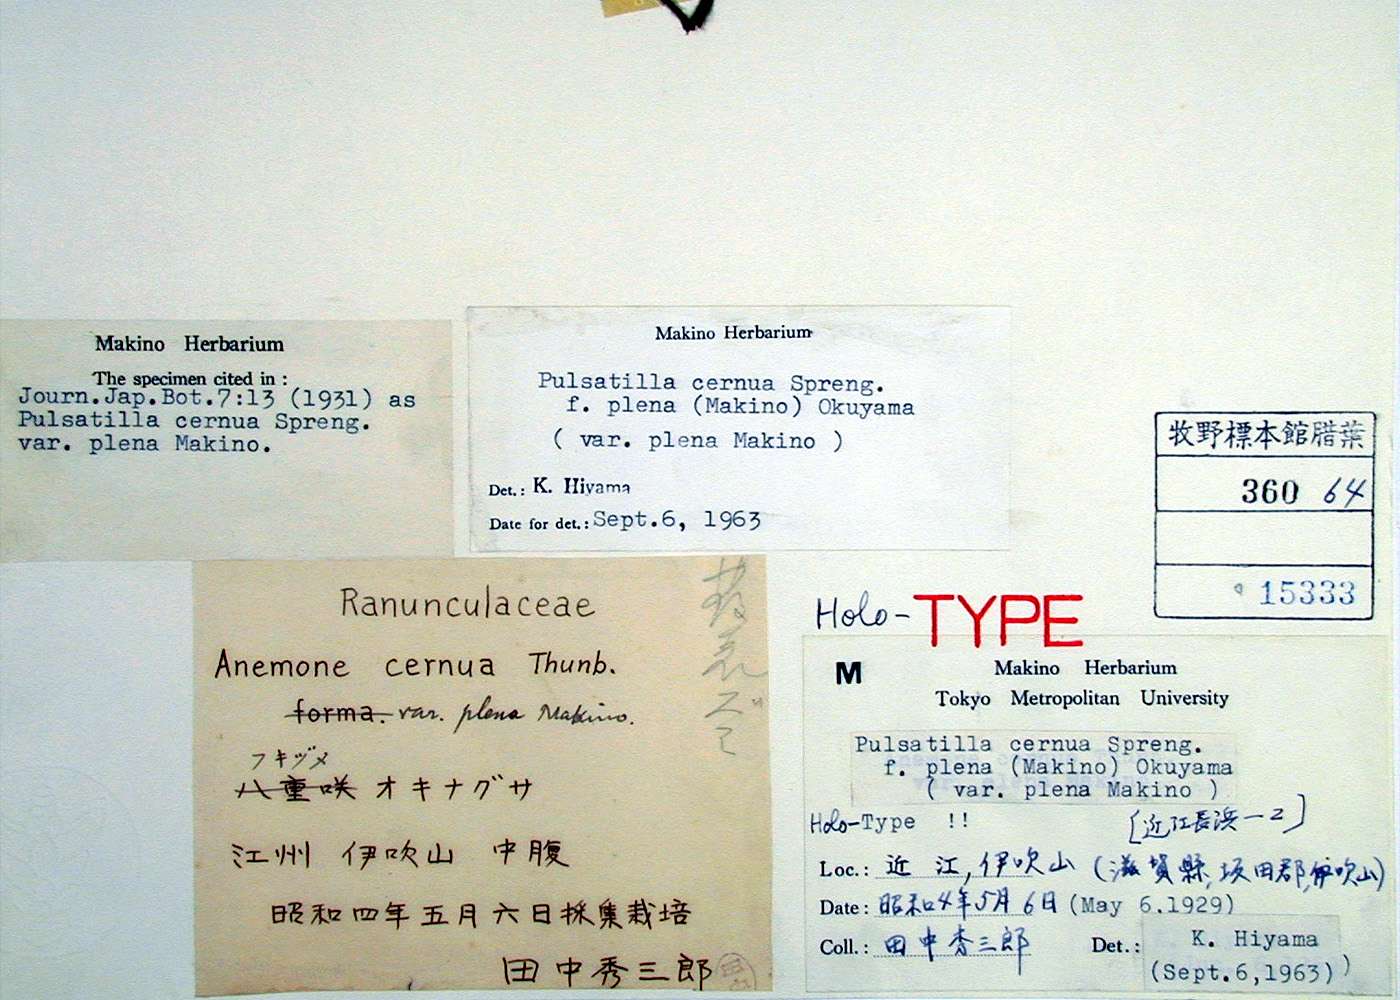 Makino Herbarium
The specimen cited in :
Journ.Jap.Bot.7:13 (1931) as
Pulsatilla cernua Spreng.
var. plena Makino.
Makino Herbarium
Pulsatilla cernua Spreng.
f. plena (Makino) Okuyama
( var. plena Makino )
Det.: K. Hiyama
Date for det.: Sept.6, 1963
牧野標本館腊葉
360 64
15333
Ranunculaceae
Anemone cernua Thunb.
forma. var. plena Makino.
フキヅメ
八重咲 オキナグサ
江州 伊吹山 中腹
昭和四年五月六日採集栽培
田中秀三郎
Holo-TYPE
M
Makino Herbarium
Tokyo Metropolitan University
Pulsatilla cernua Spreng.
f. plena (Makino) Okuyama
( var. plena Makino )
Holo-Type !!
[近江長浜-2]
Loc.: 近江, 伊吹山 (滋賀縣, 坂田郡, 伊吹山)
Date: 昭和4年5月6日 (May 6.1929)
Coll.: 田中秀三郎 Det.: K. Hiyama
(Sept.6,1963)